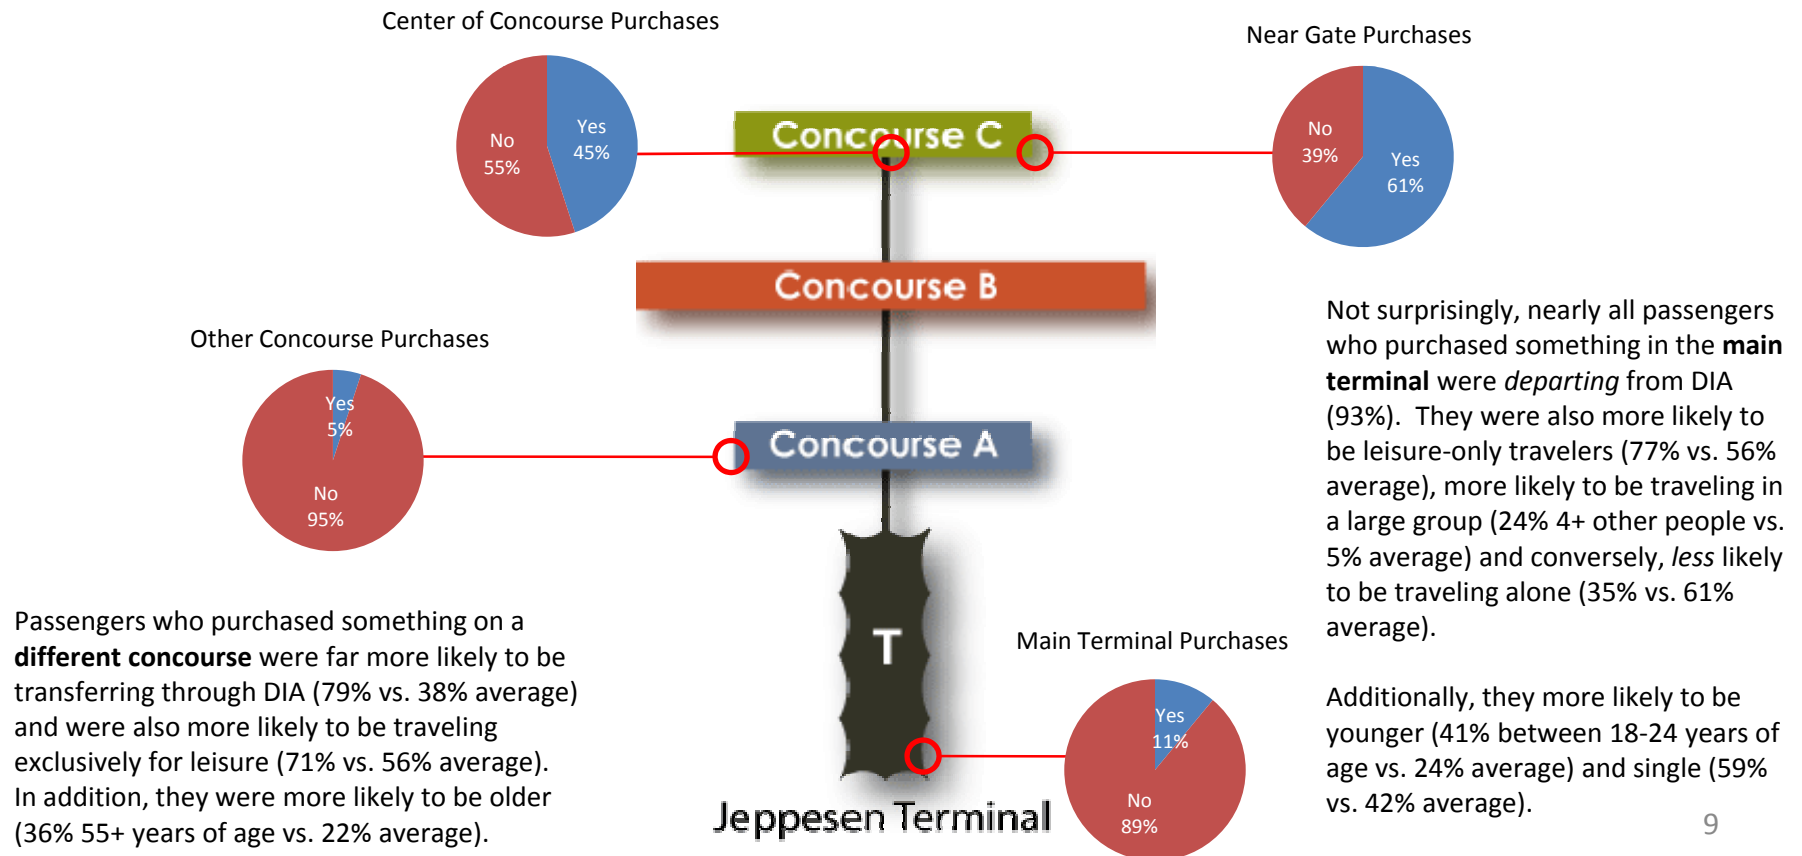 Center of Concourse Purchases
No
55%
Yes
45%
Near Gate Purchases
No
39%
Yes
61%
Concourse C
Concourse B
Other Concourse Purchases
Yes
5%
No
95%
Concourse A
Not surprisingly, nearly all passengers
who purchased something in the main
terminal were departing from DIA
(93%).  They were also more likely to
be leisure-only travelers (77% vs. 56%
average), more likely to be traveling in
a large group (24% 4+ other people vs.
5% average) and conversely, less likely
to be traveling alone (35% vs. 61%
average).
Additionally, they more likely to be
younger (41% between 18-24 years of
age vs. 24% average) and single (59%
vs. 42% average).
Passengers who purchased something on a
different concourse were far more likely to be
transferring through DIA (79% vs. 38% average)
and were also more likely to be traveling
exclusively for leisure (71% vs. 56% average).
In addition, they were more likely to be older
(36% 55+ years of age vs. 22% average).
T
Jeppesen Terminal
Main Terminal Purchases
Yes
11%
No
89%
9